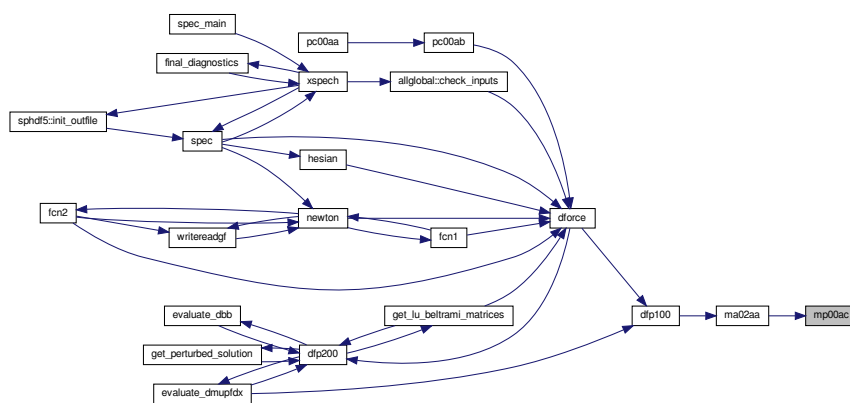 spec_main
pc00aa
pc00ab
final_diagnostics
xspech
allglobal::check_inputs
sphdf5::init_outfile
spec
hesian
fcn2
newton
dforce
writereadgf
fcn1
evaluate_dbb
get_lu_beltrami_matrices
dfp100
ma02aa
mp00ac
get_perturbed_solution
dfp200
evaluate_dmupfdx